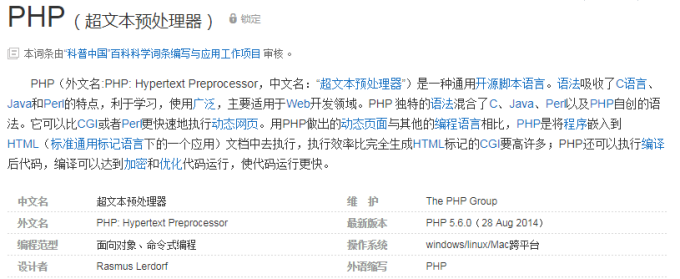 PHP（超文本预处理器） 锁定
本词条由“科普中国”百科科学词条编写与应用工作项目 审核 。
PHP（外文名:PHP: Hypertext Preprocessor，中文名：“超文本预处理器”）是一种通用开源脚本语言。语法吸收了C语言、
Java和Perl的特点，利于学习，使用广泛，主要适用于Web开发领域。PHP 独特的语法混合了C、Java、Perl以及PHP自创的语
法。它可以比CGI或者Perl更快速地执行动态网页。用PHP做出的动态页面与其他的编程语言相比，PHP是将程序嵌入到
HTML（标准通用标记语言下的一个应用）文档中去执行，执行效率比完全生成HTML标记的CGI要高许多；PHP还可以执行编译
后代码，编译可以达到加密和优化代码运行，使代码运行更快。
中文名 超文本预处理器 维 护 The PHP Group
外文名 PHP: Hypertext Preprocessor 最新版本 PHP 5.6.0（28 Aug 2014）
编程范型 面向对象、命令式编程 操作系统 windows/linux/Mac跨平台
设计者 Rasmus Lerdorf 外语缩写 PHP